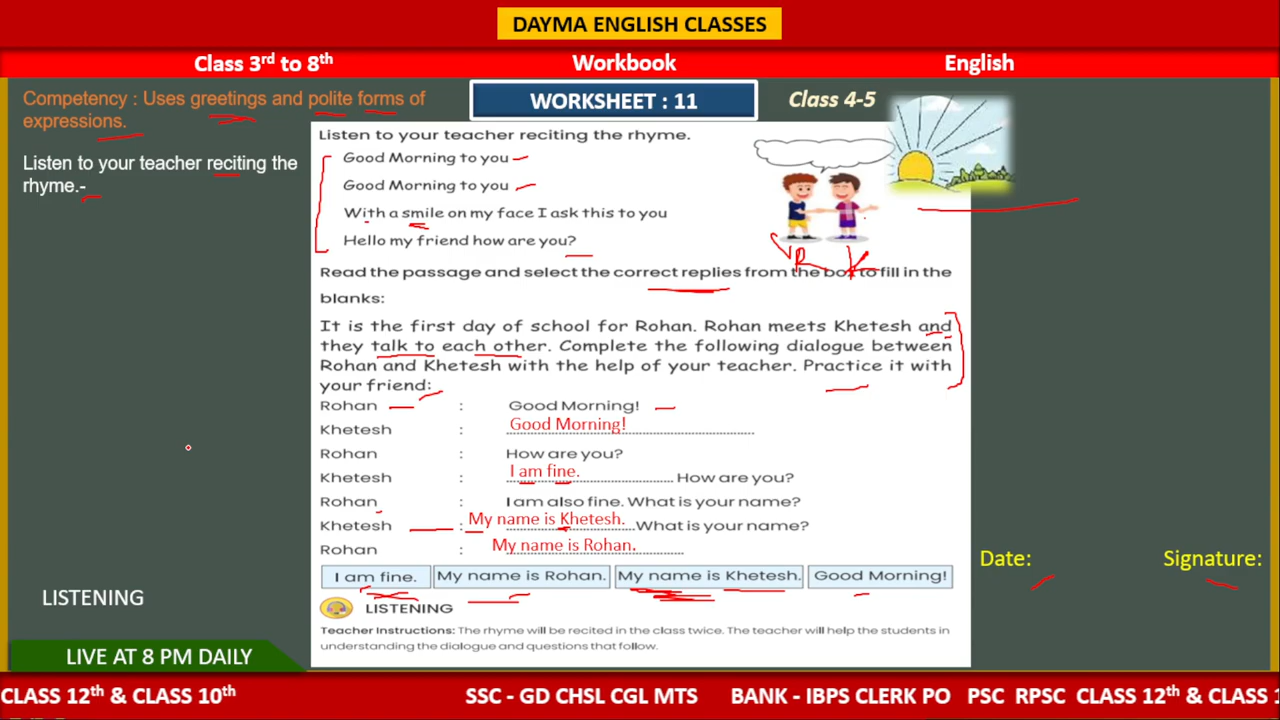 DAYMA ENGLISH CLASSES
Class 3rd to 8th Workbook English
Competency : Uses greetings and polite forms of
expressions.
WORKSHEET : 11
Class 4-5
Listen to your teacher reciting the
rhyme.-
Listen to your teacher reciting the rhyme.
Good Morning to you
Good Morning to you
With a smile on my face I ask this to you
Hello my friend how are you?
R K
Read the passage and select the correct replies from the box to fill in the
blanks:
It is the first day of school for Rohan. Rohan meets Khetesh and
they talk to each other. Complete the following dialogue between
Rohan and Khetesh with the help of your teacher. Practice it with
your friend:
Rohan : Good Morning!
Khetesh : Good Morning!
Rohan : How are you?
Khetesh : I am fine. How are you?
Rohan : I am also fine. What is your name?
Khetesh : My name is Khetesh. What is your name?
Rohan : My name is Rohan.
I am fine. My name is Rohan. My name is Khetesh. Good Morning!
LISTENING
Teacher Instructions: The rhyme will be recited in the class twice. The teacher will help the students in
understanding the dialogue and questions that follow.
Date: Signature:
LISTENING
LIVE AT 8 PM DAILY
CLASS 12th & CLASS 10th SSC - GD CHSL CGL MTS BANK - IBPS CLERK PO PSC RPSC CLASS 12th & CLASS 1